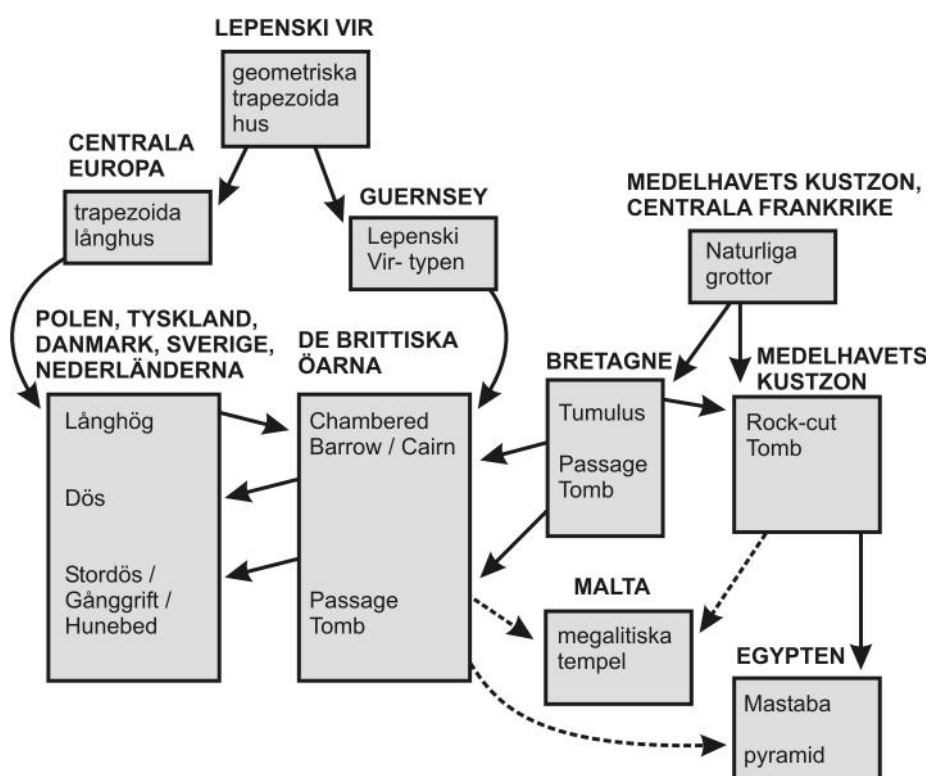 LEPENSKI VIR
geometriska
trapezoida
hus
CENTRALA
EUROPA
trapezoida
långhus
GUERNSEY
Lepenski
Vir- typen
MEDELHAVETS KUSTZON,
CENTRALA FRANKRIKE
Naturliga
grottor
POLEN, TYSKLAND,
DANMARK, SVERIGE,
NEDERLÄNDERNA
Långhög
Dös
Stordös /
Gånggrift /
Hunebed
DE BRITTISKA
ÖARNA
Chambered
Barrow / Cairn
Passage
Tomb
BRETAGNE
Tumulus
Passage
Tomb
MEDELHAVETS
KUSTZON
Rock-cut
Tomb
MALTA
megalitiska
tempel
EGYPTEN
Mastaba
pyramid